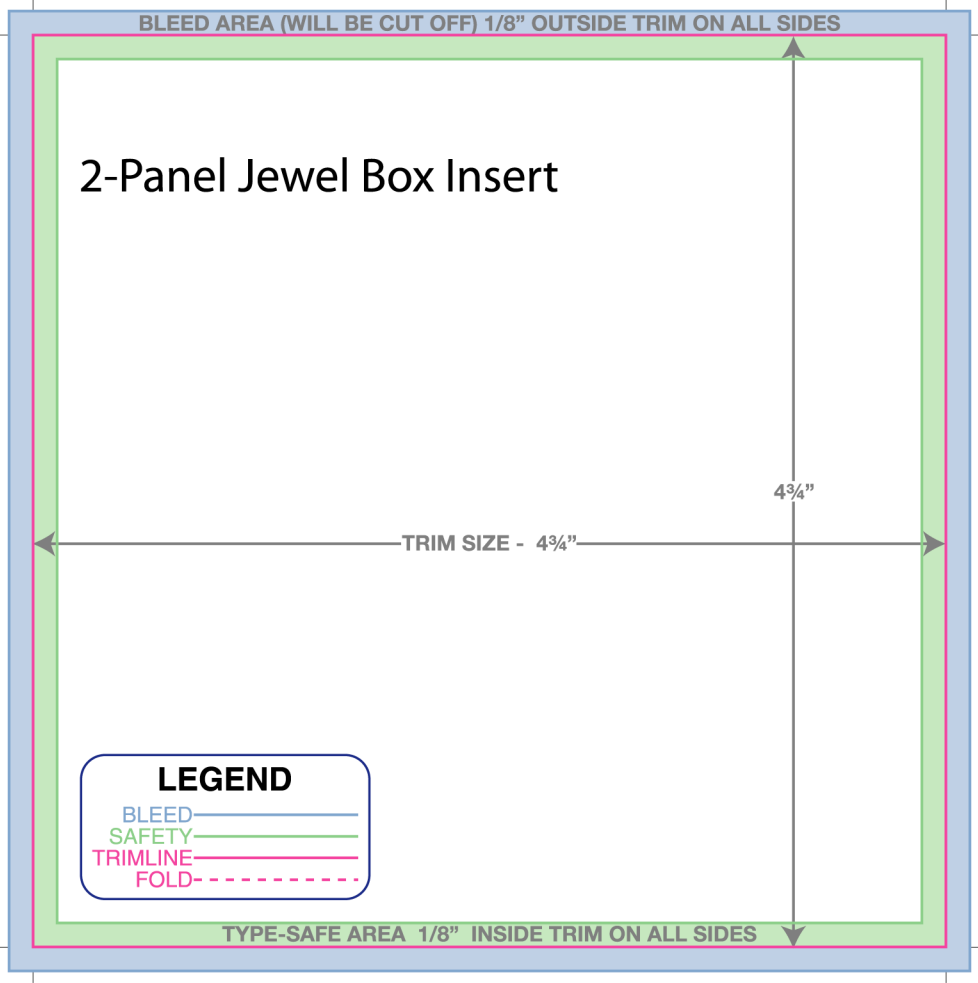 BLEED AREA (WILL BE CUT OFF) 1/8” OUTSIDE TRIM ON ALL SIDES
2-Panel Jewel Box Insert
4¾”
TRIM SIZE - 4¾”
LEGEND
BLEED
SAFETY
TRIMLINE
FOLD
TYPE-SAFE AREA 1/8” INSIDE TRIM ON ALL SIDES